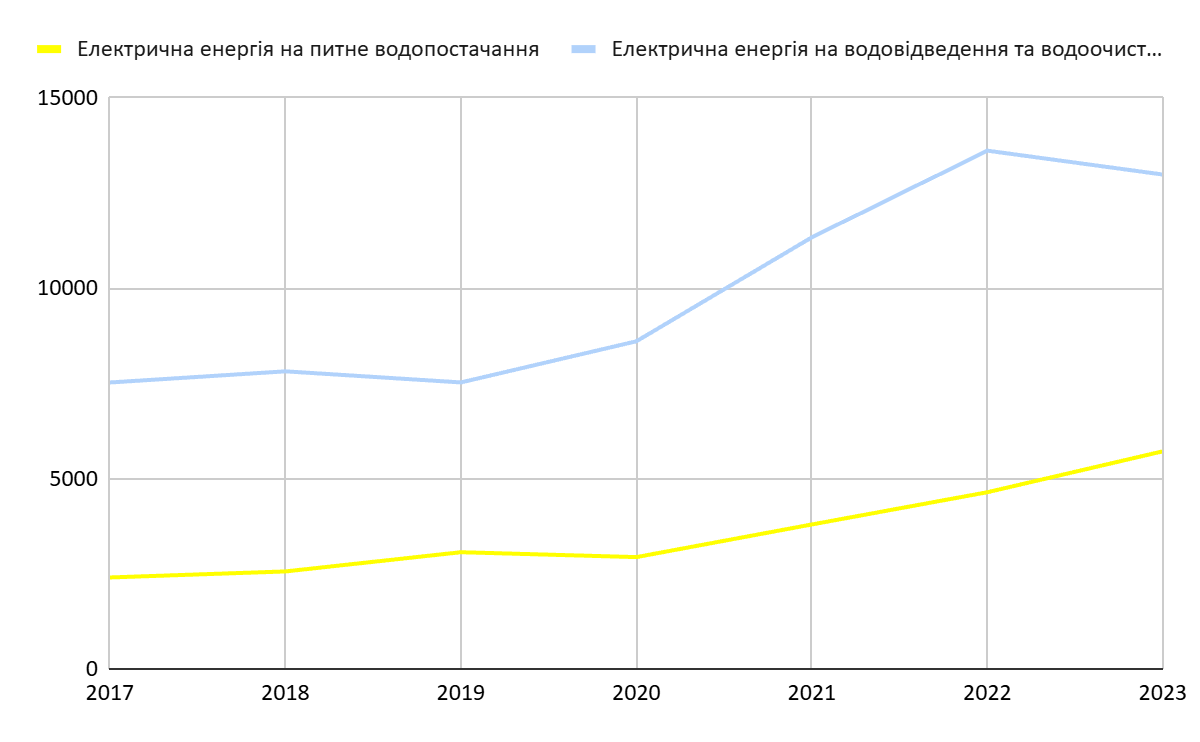 Електрична енергія на питне водопостачання
Електрична енергія на водовідведення та водоочист...
15000
10000
5000
0
2017 2018 2019 2020 2021 2022 2023